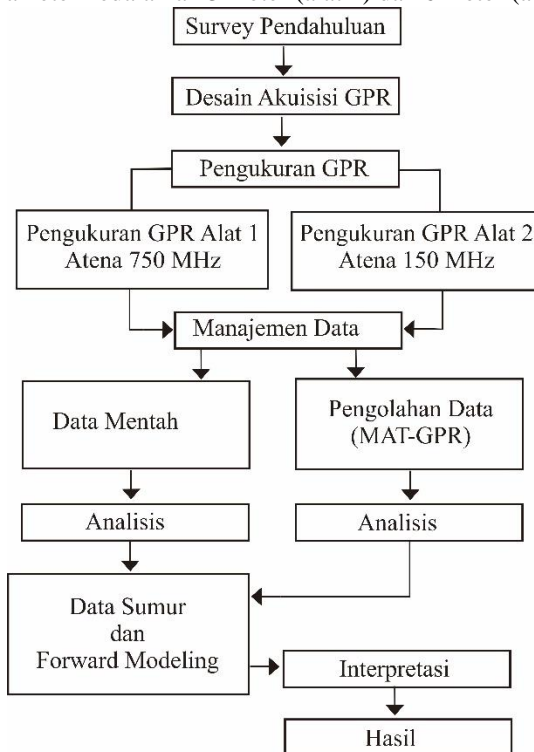 Survey Pendahuluan
Desain Akuisisi GPR
Pengukuran GPR
Pengukuran GPR Alat 1
Atena 750 MHz
Pengukuran GPR Alat 2
Atena 150 MHz
Manajemen Data
Data Mentah
Pengolahan Data
(MAT-GPR)
Analisis
Analisis
Data Sumur
dan
Forward Modeling
Interpretasi
Hasil